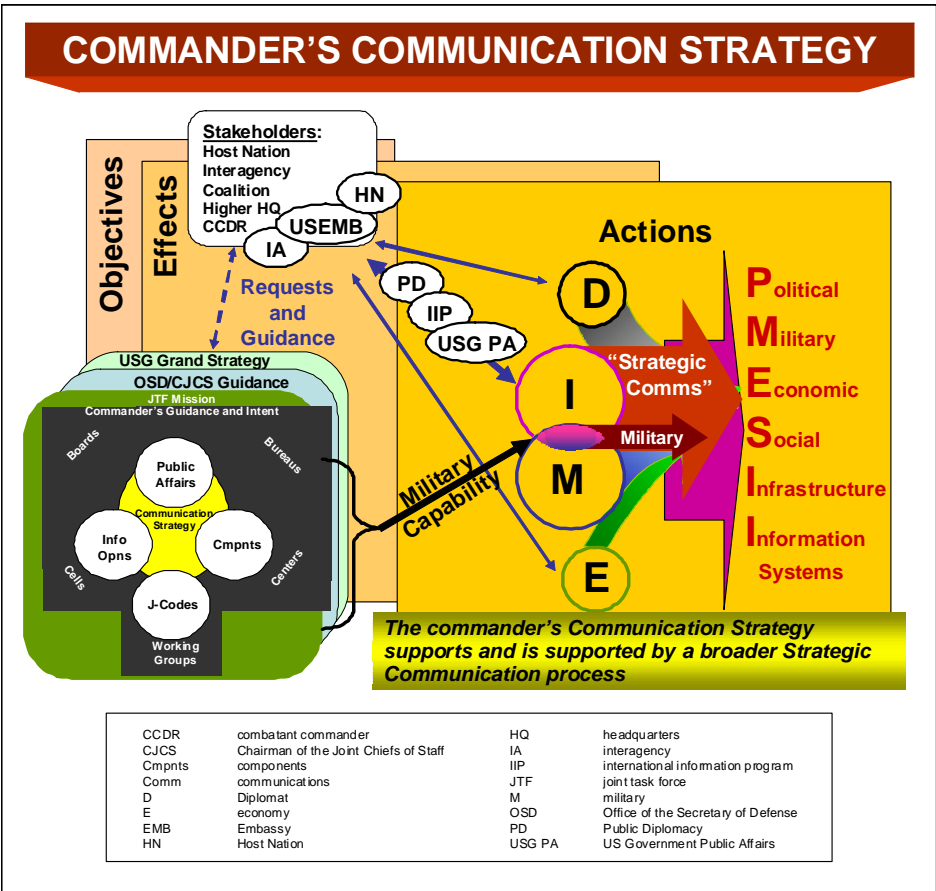 COMMANDER'S COMMUNICATION STRATEGY
Objectives
Effects
Stakeholders:
Host Nation
Interagency
Coalition
Higher HQ
CCDR
HN
USEMB
IA
Requests
and
Guidance
PD
IIP
USG PA
Actions
D
I
M
E
"Strategic
Comms"
Military
Political
Military
Economic
Social
Infrastructure
Information
Systems
USG Grand Strategy
OSD/CJCS Guidance
JTF Mission
Commander's Guidance and Intent
Boards
Bureaus
Public
Affairs
Communication
Strategy
Info
Opns
Cmpnts
Cells
Centers
J-Codes
Working
Groups
Military
Capability
The commander's Communication Strategy
supports and is supported by a broader Strategic
Communication process
CCDR combatant commander
CJCS Chairman of the Joint Chiefs of Staff
Cmpnts components
Comm communications
D Diplomat
E economy
EMB Embassy
HN Host Nation
HQ headquarters
IA interagency
IIP international information program
JTF joint task force
M military
OSD Office of the Secretary of Defense
PD Public Diplomacy
USG PA US Government Public Affairs